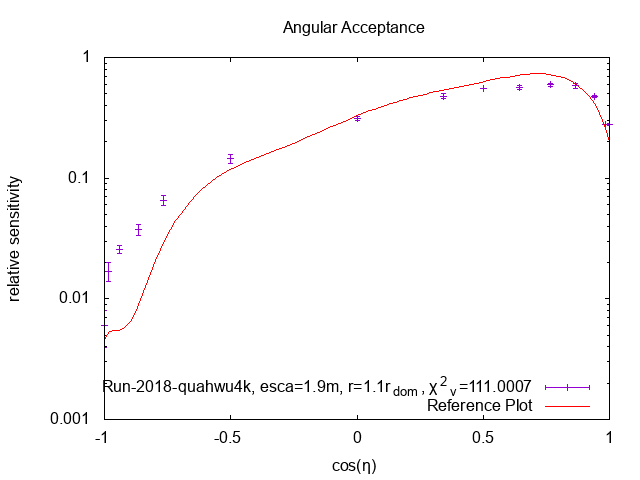 Angular Acceptance
relative sensitivity
1
0.1
0.01
0.001
Run-2018-quahwu4k, esca=1.9m, r=1.1r_dom, χ²_v=111.0007
Reference Plot
-1
-0.5
0
0.5
1
cos(η)